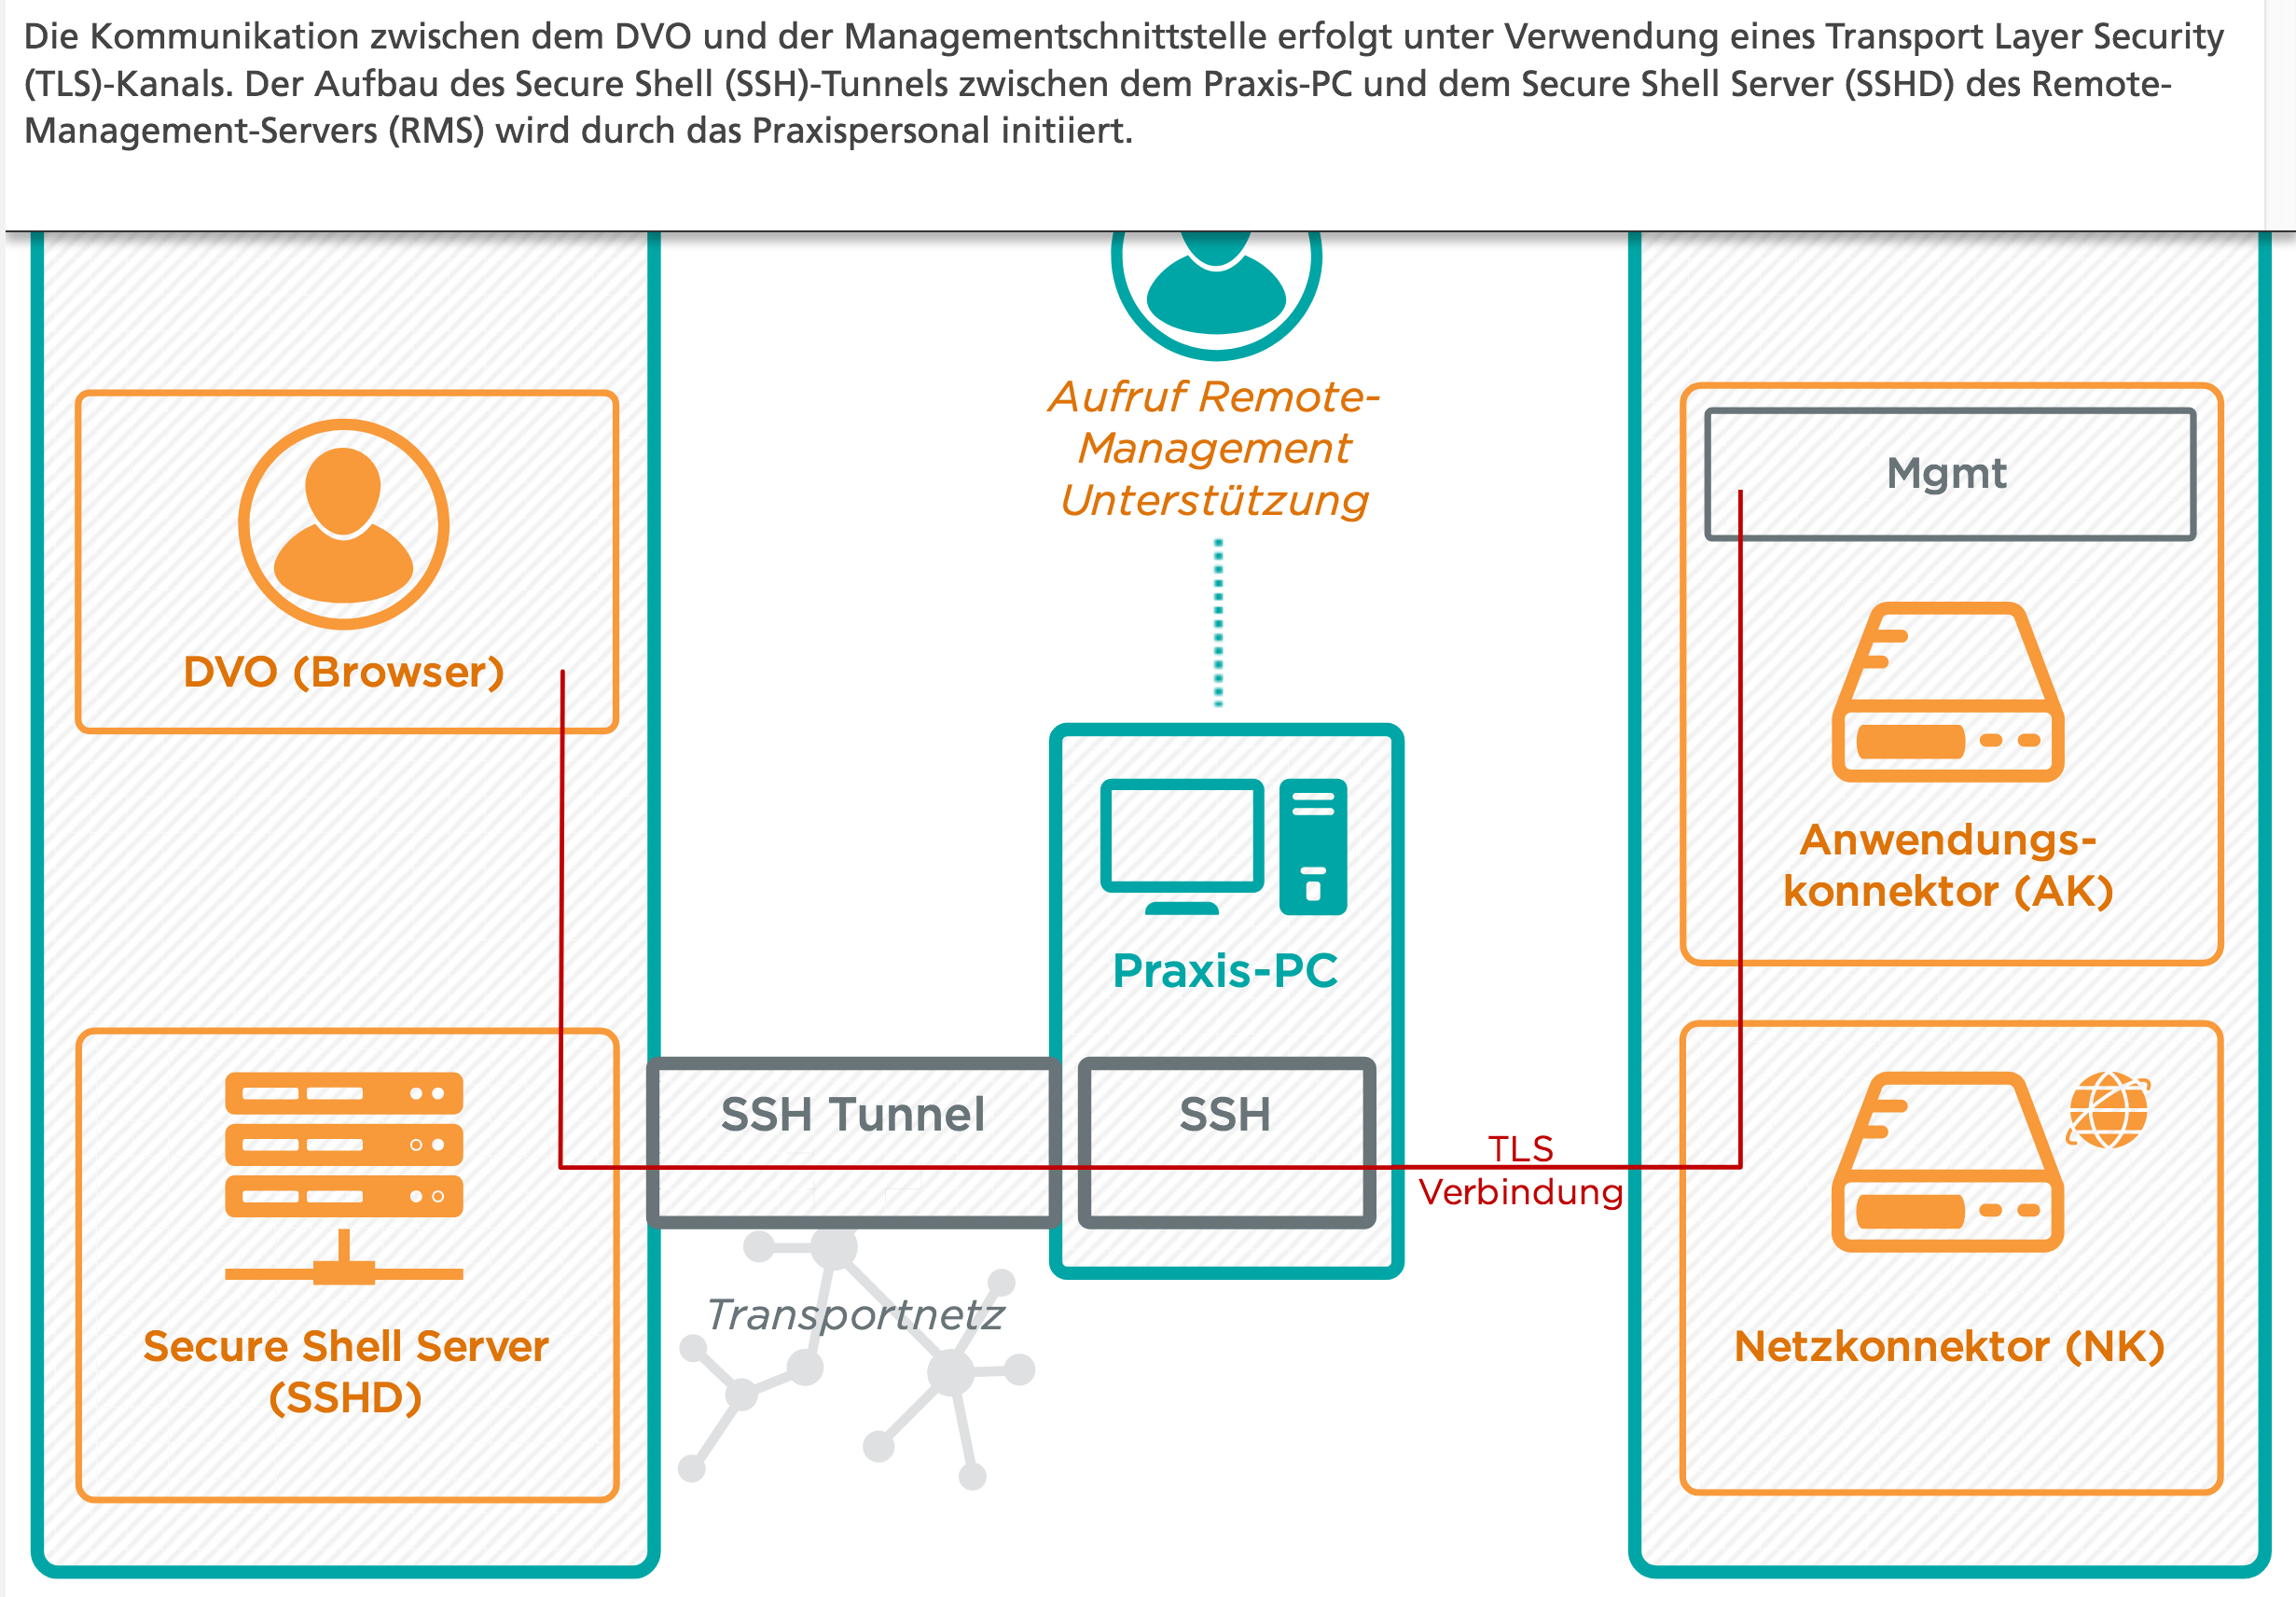 Die Kommunikation zwischen dem DVO und der Managementschnittstelle erfolgt unter Verwendung eines Transport Layer Security
(TLS)-Kanals. Der Aufbau des Secure Shell (SSH)-Tunnels zwischen dem Praxis-PC und dem Secure Shell Server (SSHD) des Remote-
Management-Servers (RMS) wird durch das Praxispersonal initiiert.
Aufruf Remote-
Management
Unterstützung
DVO (Browser)
Mgmt
Anwendungs-
konnektor (AK)
Praxis-PC
SSH Tunnel
SSH
TLS
Verbindung
Transportnetz
Secure Shell Server
(SSHD)
Netzkonnektor (NK)